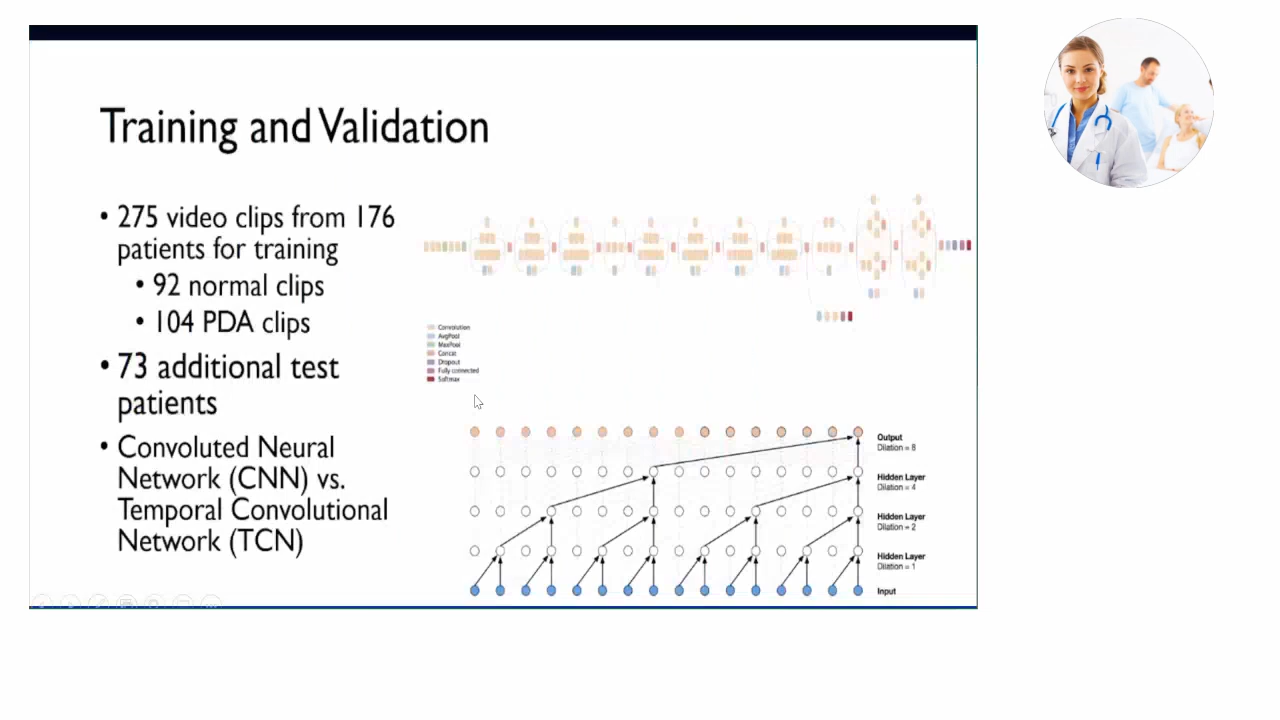 Training and Validation
• 275 video clips from 176
patients for training
• 92 normal clips
• 104 PDA clips
• 73 additional test
patients
• Convoluted Neural
Network (CNN) vs.
Temporal Convolutional
Network (TCN)
Convolution
AvgPool
MaxPool
Concat
Dropout
Fully connected
Softmax
Output
Dilation = 8
Hidden Layer
Dilation = 4
Hidden Layer
Dilation = 2
Hidden Layer
Dilation = 1
Input